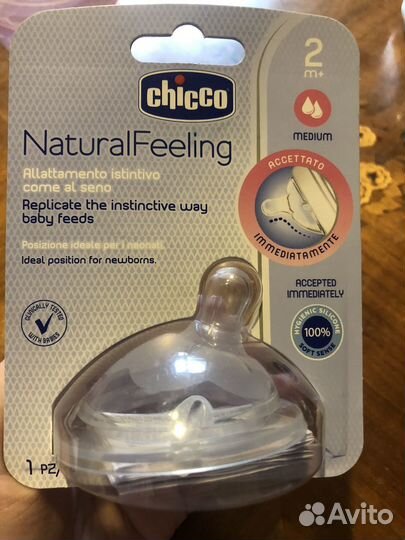 chicco
2
m+
MEDIUM
NaturalFeeling
Allattamento istintivo
come al seno
Replicate the instinctive way
baby feeds
Posizione ideale per i neonati.
Ideal position for newborns.
ACCETTATO
IMMEDIATAMENTE
ACCEPTED
IMMEDIATELY
CLINICALLY TESTED
WITH BABIES
HYGIENIC SILICONE
100%
SOFT SENSE
1 PZ/
Avito